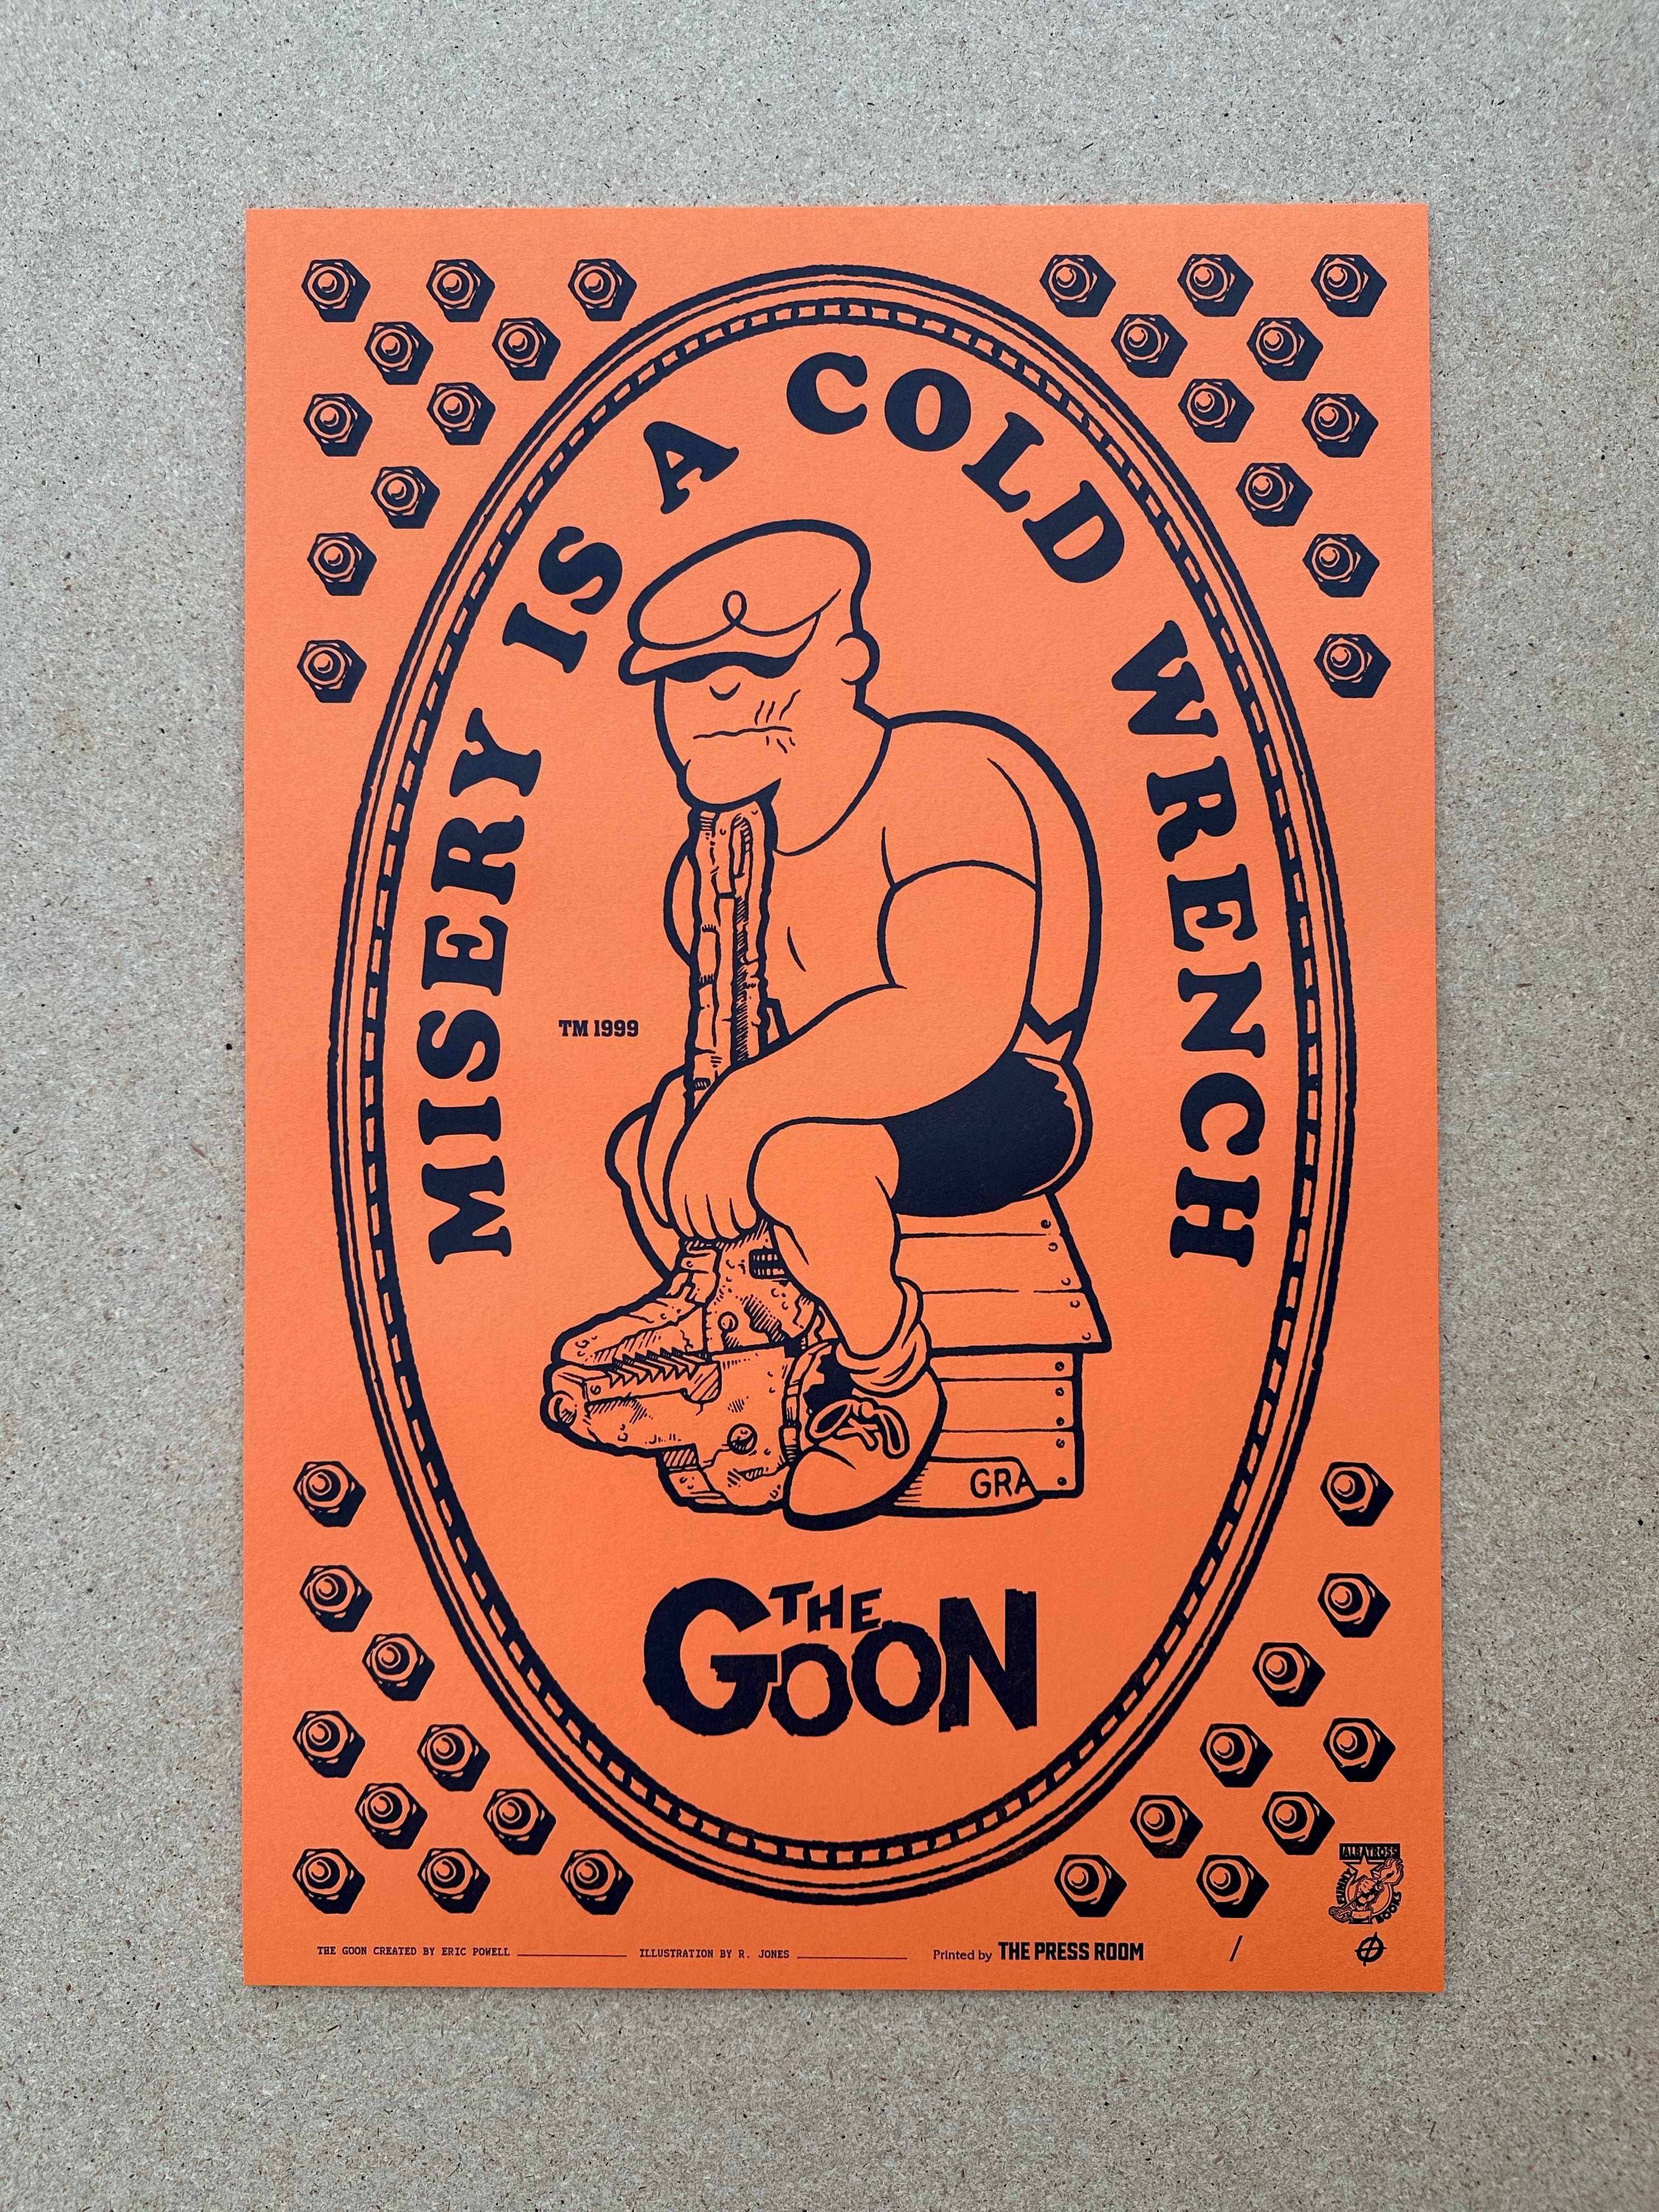 MISERY IS A COLD WRENCH
TM 1999
GRA
THE
GOON
ALBATROSS
FUNNY
BOOKS
THE GOON CREATED BY ERIC POWELL
ILLUSTRATION BY R. JONES
Printed by THE PRESS ROOM
/